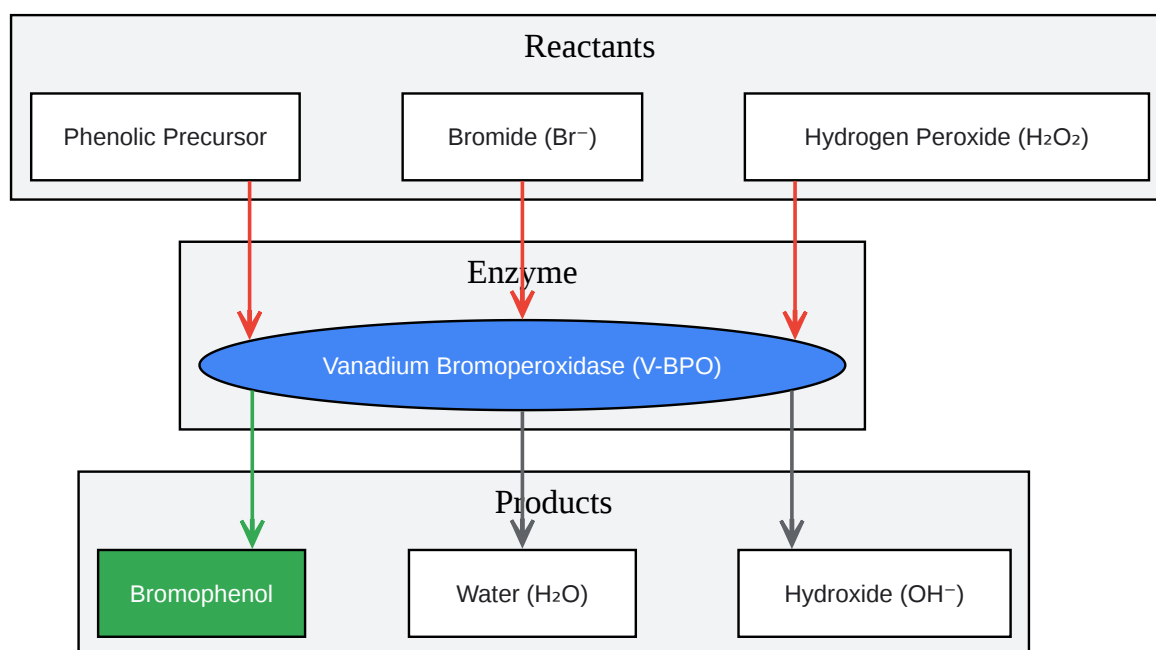 Reactants
Phenolic Precursor
Bromide (Br⁻)
Hydrogen Peroxide (H₂O₂)
Enzyme
Vanadium Bromoperoxidase (V-BPO)
Products
Bromophenol
Water (H₂O)
Hydroxide (OH⁻)